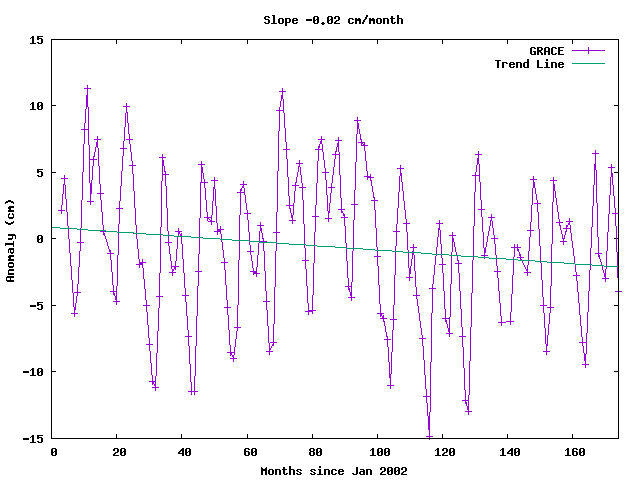 Slope -0.02 cm/month
GRACE
Trend Line
15
10
5
0
-5
-10
-15
Anomaly (cm)
0 20 40 60 80 100 120 140 160
Months since Jan 2002